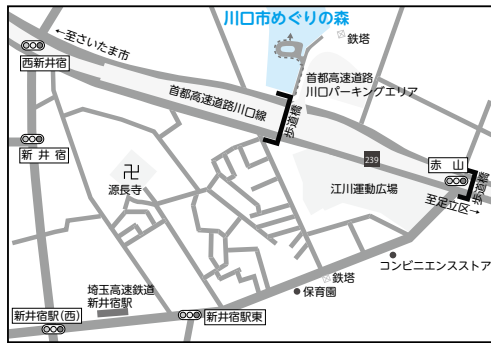 川口市めぐりの森
←至さいたま市
鉄塔
西新井宿
首都高速道路
川口パーキングエリア
首都高速道路川口線
歩道橋
新井宿
239
赤山
卍
源長寺
江川運動広場
歩道橋
至足立区→
コンビニエンスストア
埼玉高速鉄道
新井宿駅
鉄塔
保育園
新井宿駅(西)
新井宿駅東